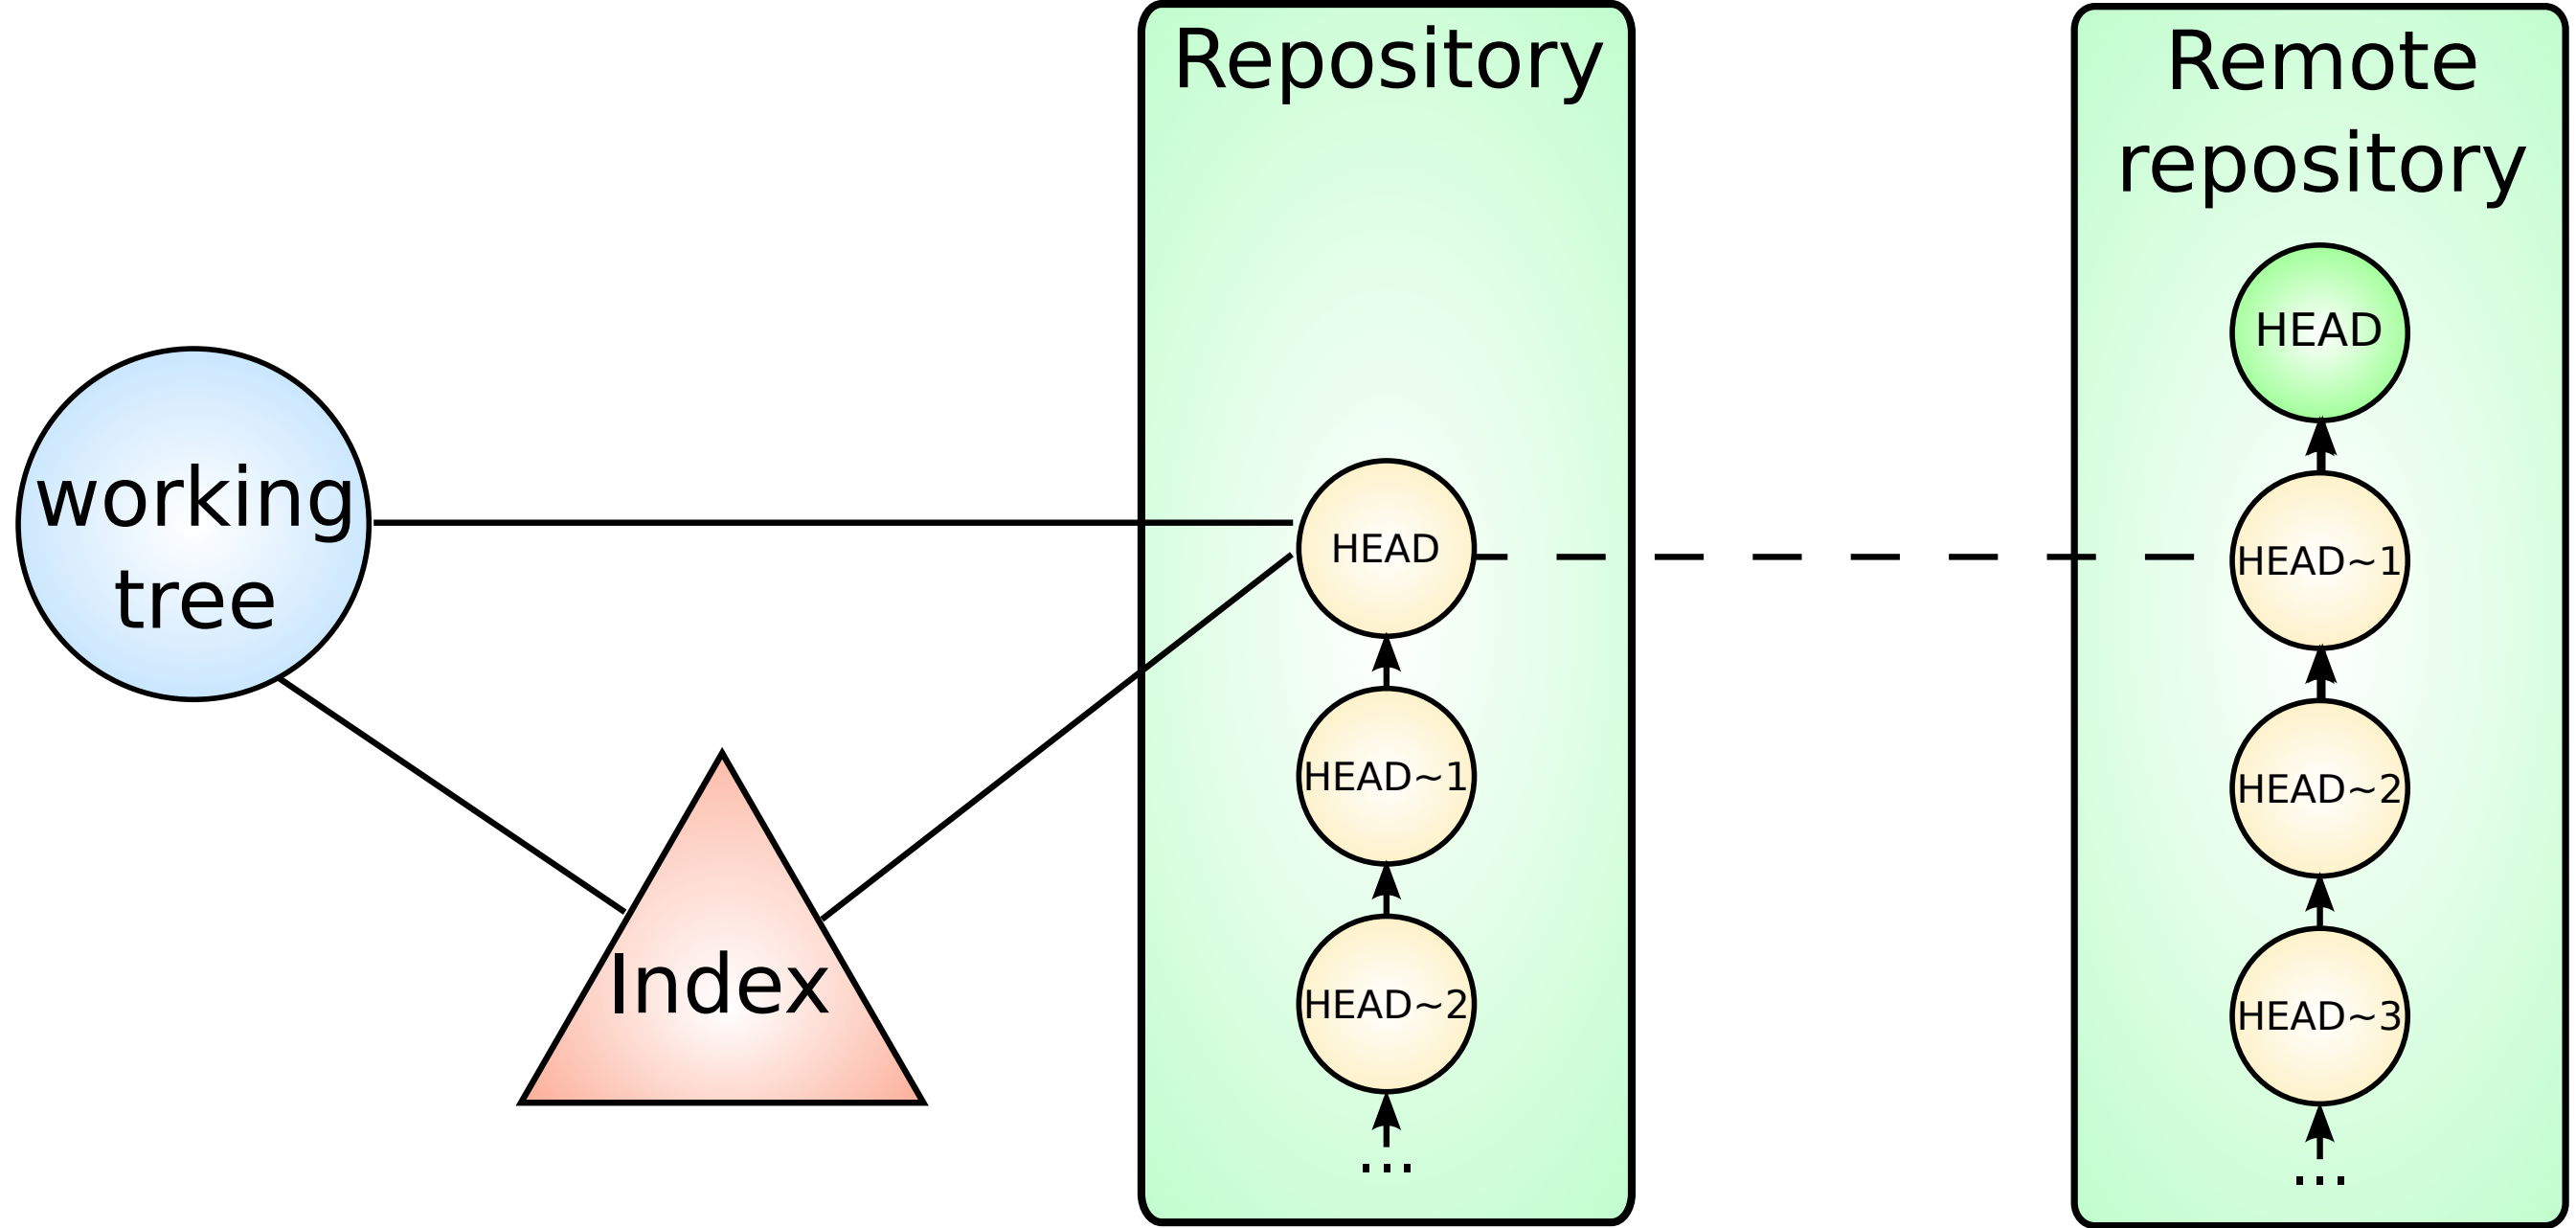 working
tree
Index
Repository
HEAD
HEAD~1
HEAD~2
...
Remote
repository
HEAD
HEAD~1
HEAD~2
HEAD~3
...